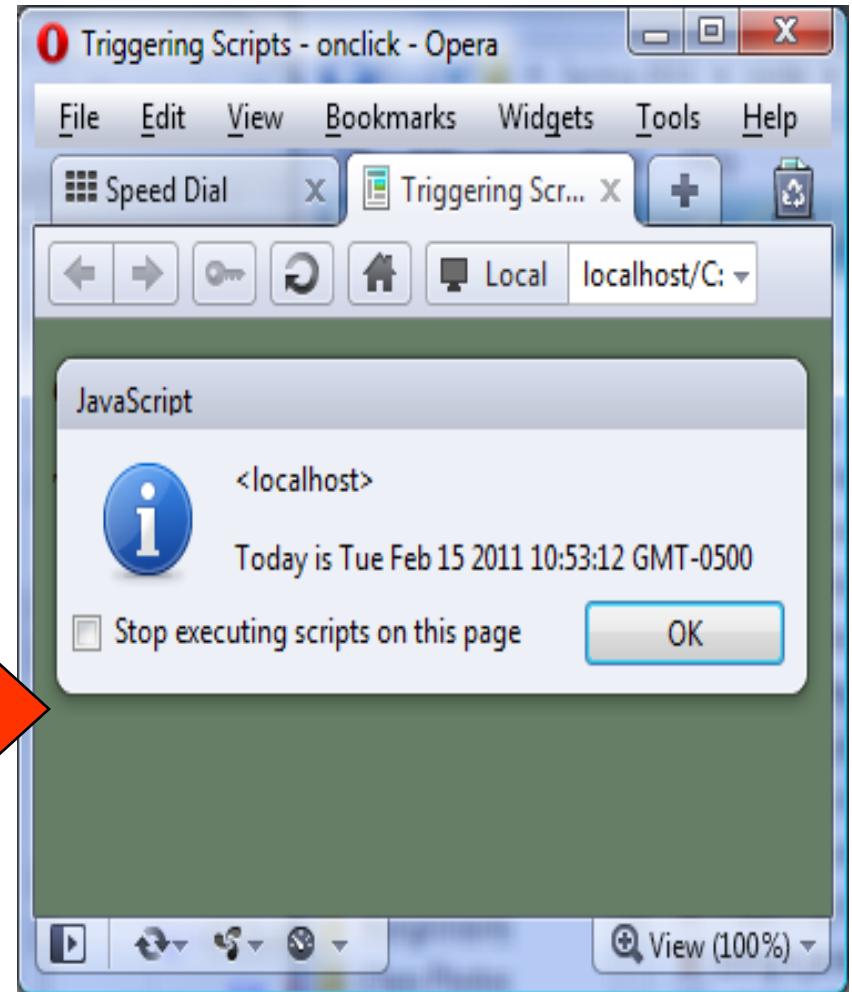 Triggering Scripts - onclick - Opera
File Edit View Bookmarks Widgets Tools Help
Speed Dial Triggering Scr...
Local localhost/C:
JavaScript
<localhost>
Today is Tue Feb 15 2011 10:53:12 GMT-0500
Stop executing scripts on this page OK
View (100%)